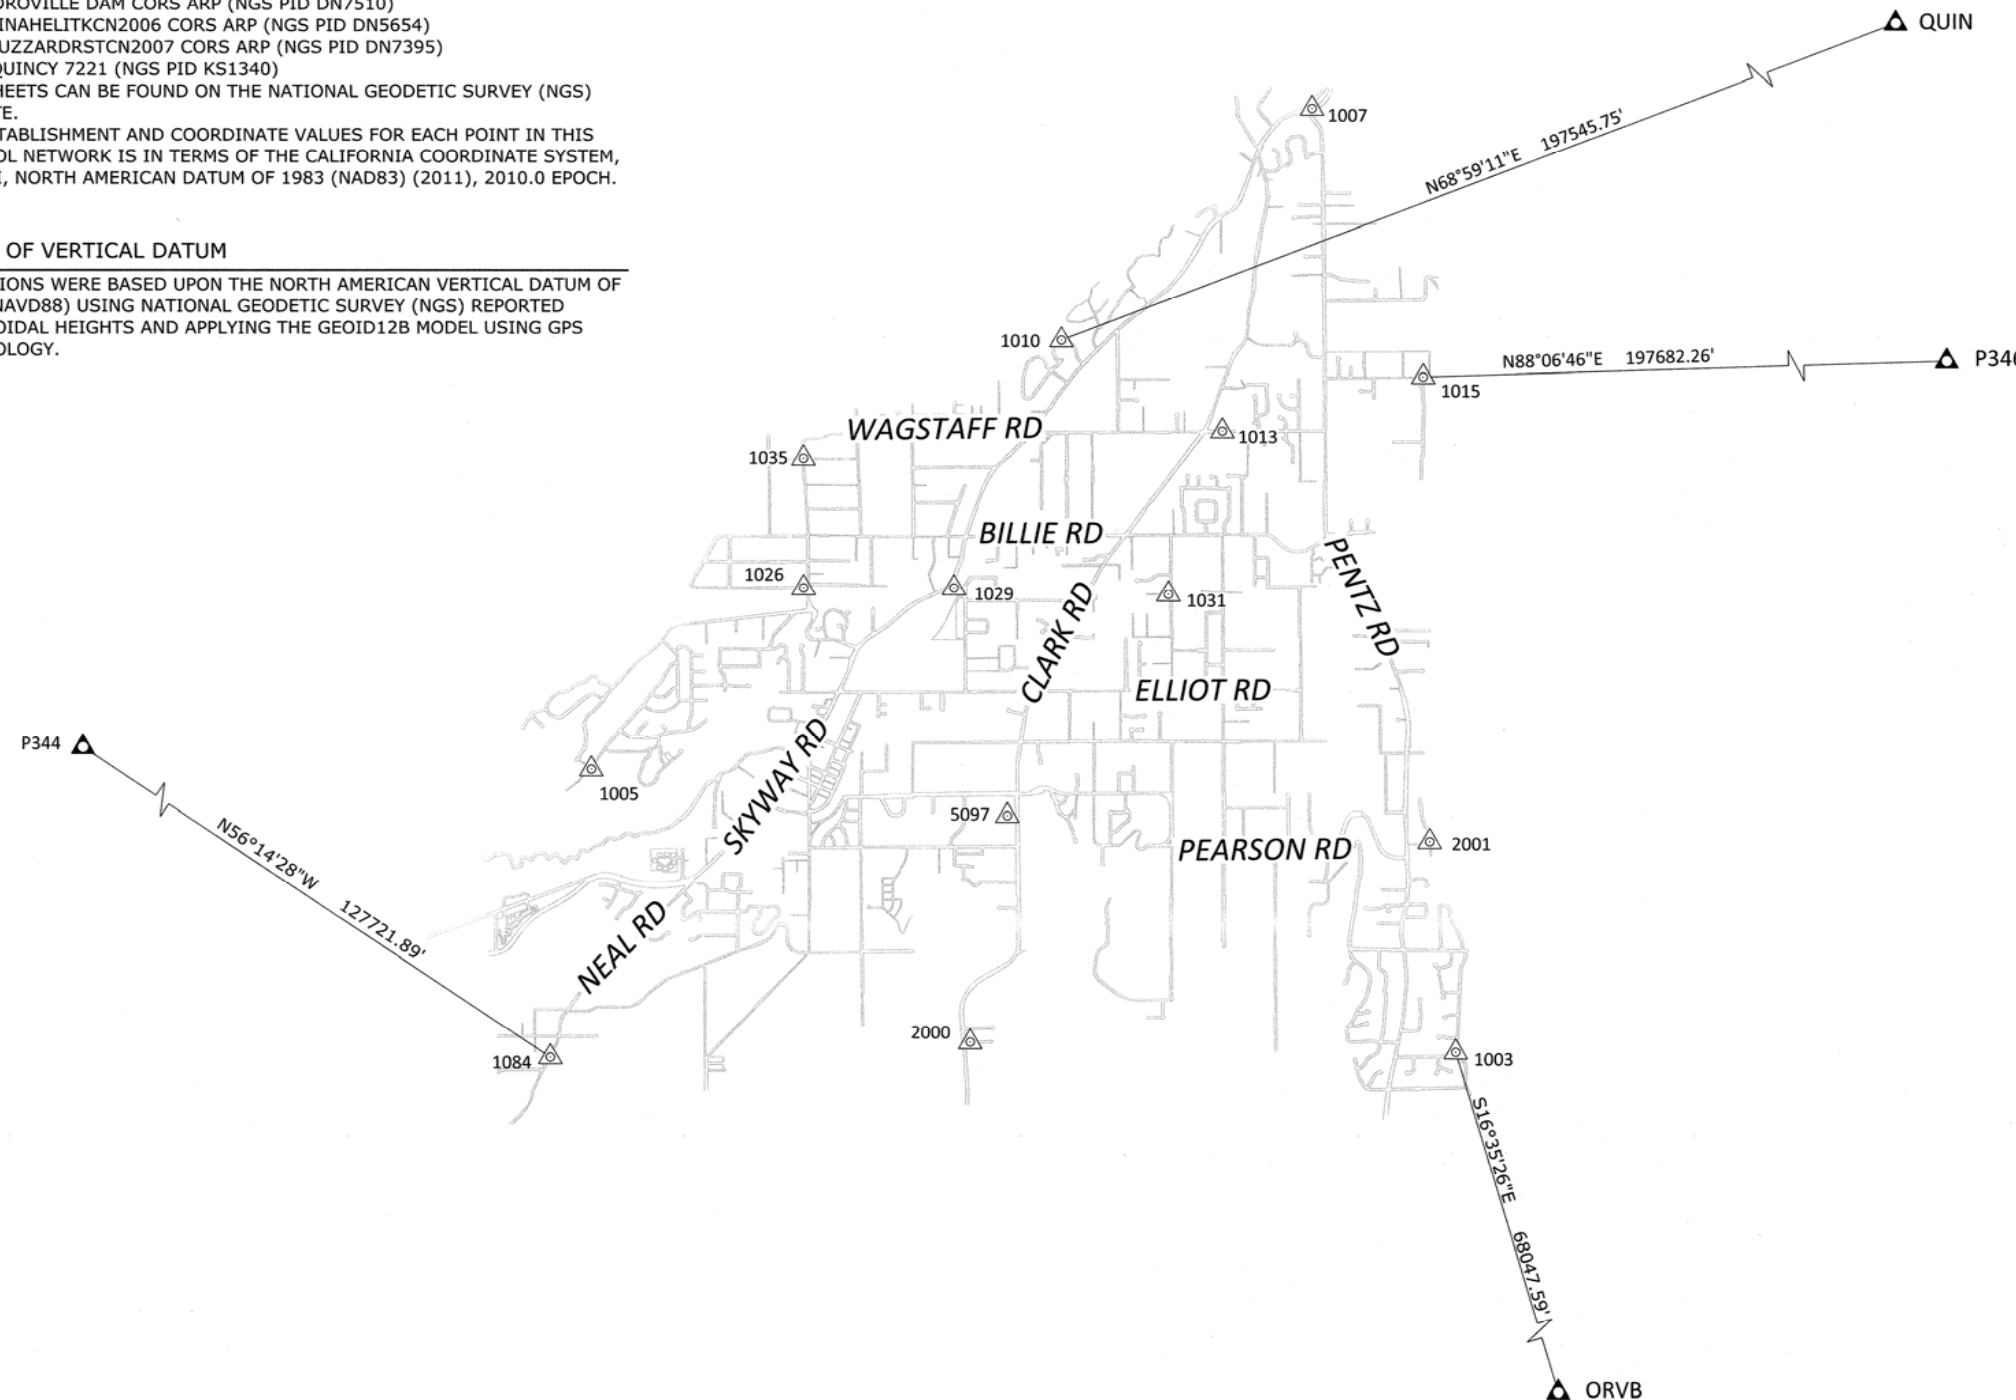 OROVILLE DAM CORS ARP (NGS PID DN7510)
INAHELITKCN2006 CORS ARP (NGS PID DN5654)
UZZARDRSTCN2007 CORS ARP (NGS PID DN7395)
QUINCY 7221 (NGS PID KS1340)
HEETS CAN BE FOUND ON THE NATIONAL GEODETIC SURVEY (NGS)
TE.
TABLISHMENT AND COORDINATE VALUES FOR EACH POINT IN THIS
OL NETWORK IS IN TERMS OF THE CALIFORNIA COORDINATE SYSTEM,
I, NORTH AMERICAN DATUM OF 1983 (NAD83) (2011), 2010.0 EPOCH.
OF VERTICAL DATUM
IONS WERE BASED UPON THE NORTH AMERICAN VERTICAL DATUM OF
NAVD88) USING NATIONAL GEODETIC SURVEY (NGS) REPORTED
OIDAL HEIGHTS AND APPLYING THE GEOID12B MODEL USING GPS
OLOGY.
QUIN
1007
N68°59'11"E 197545.75'
1010
N88°06'46"E 197682.26'
P346
1015
WAGSTAFF RD
1013
1035
BILLIE RD
PENTZ RD
1026
1029
1031
CLARK RD
ELLIOT RD
P344
SKYWAY RD
1005
5097
PEARSON RD
2001
N56°14'28"W 127721.89'
NEAL RD
1084
2000
1003
S16°35'26"E 68047.59'
ORVB